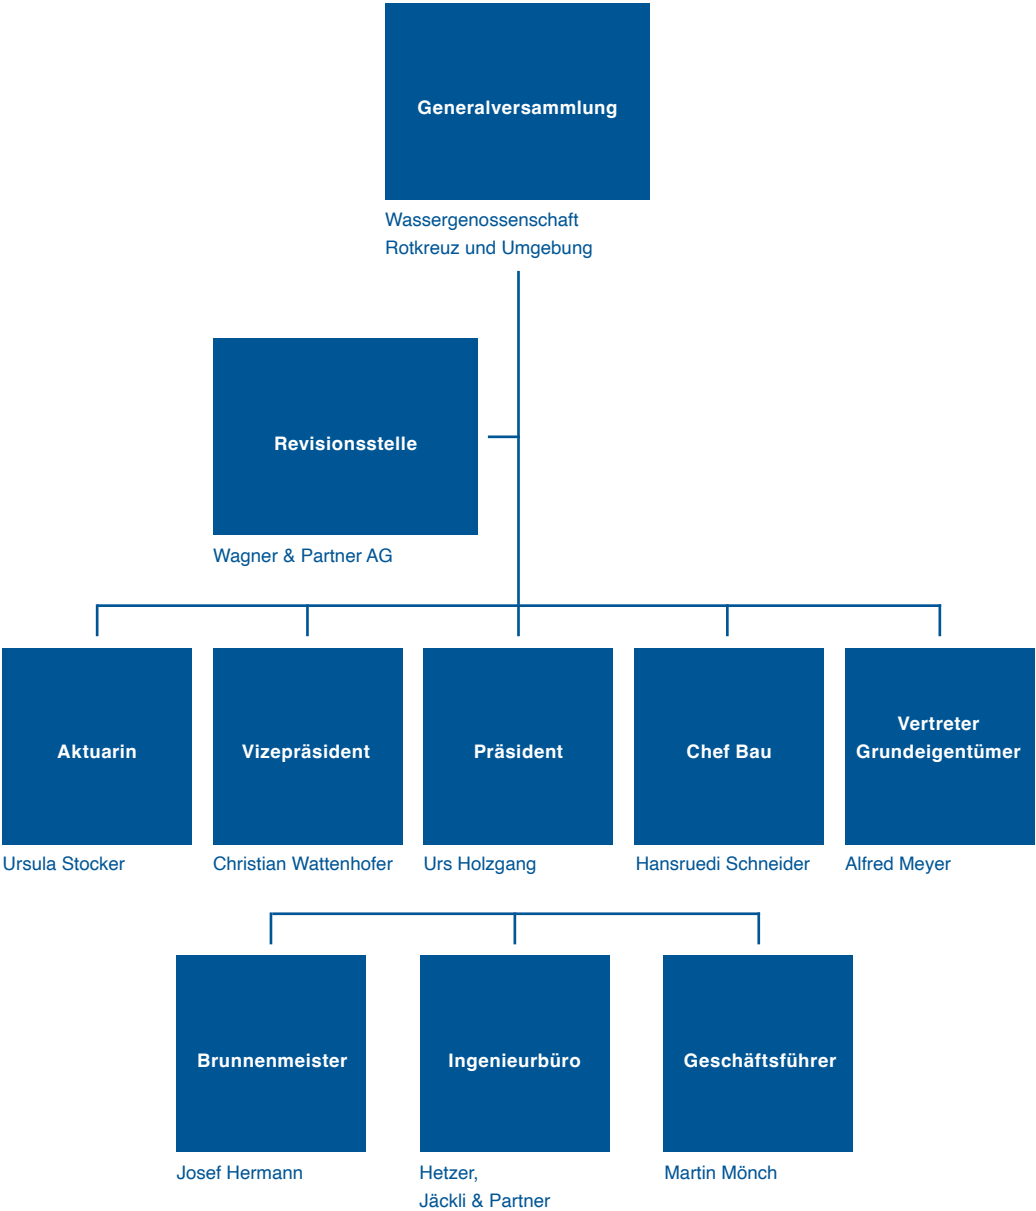 Generalversammlung
Wassergenossenschaft
Rotkreuz und Umgebung
Revisionsstelle
Wagner & Partner AG
Aktuarin
Ursula Stocker
Vizepräsident
Christian Wattenhofer
Präsident
Urs Holzgang
Chef Bau
Hansruedi Schneider
Vertreter
Grundeigentümer
Alfred Meyer
Brunnenmeister
Josef Hermann
Ingenieurbüro
Hetzer,
Jäckli & Partner
Geschäftsführer
Martin Mönch